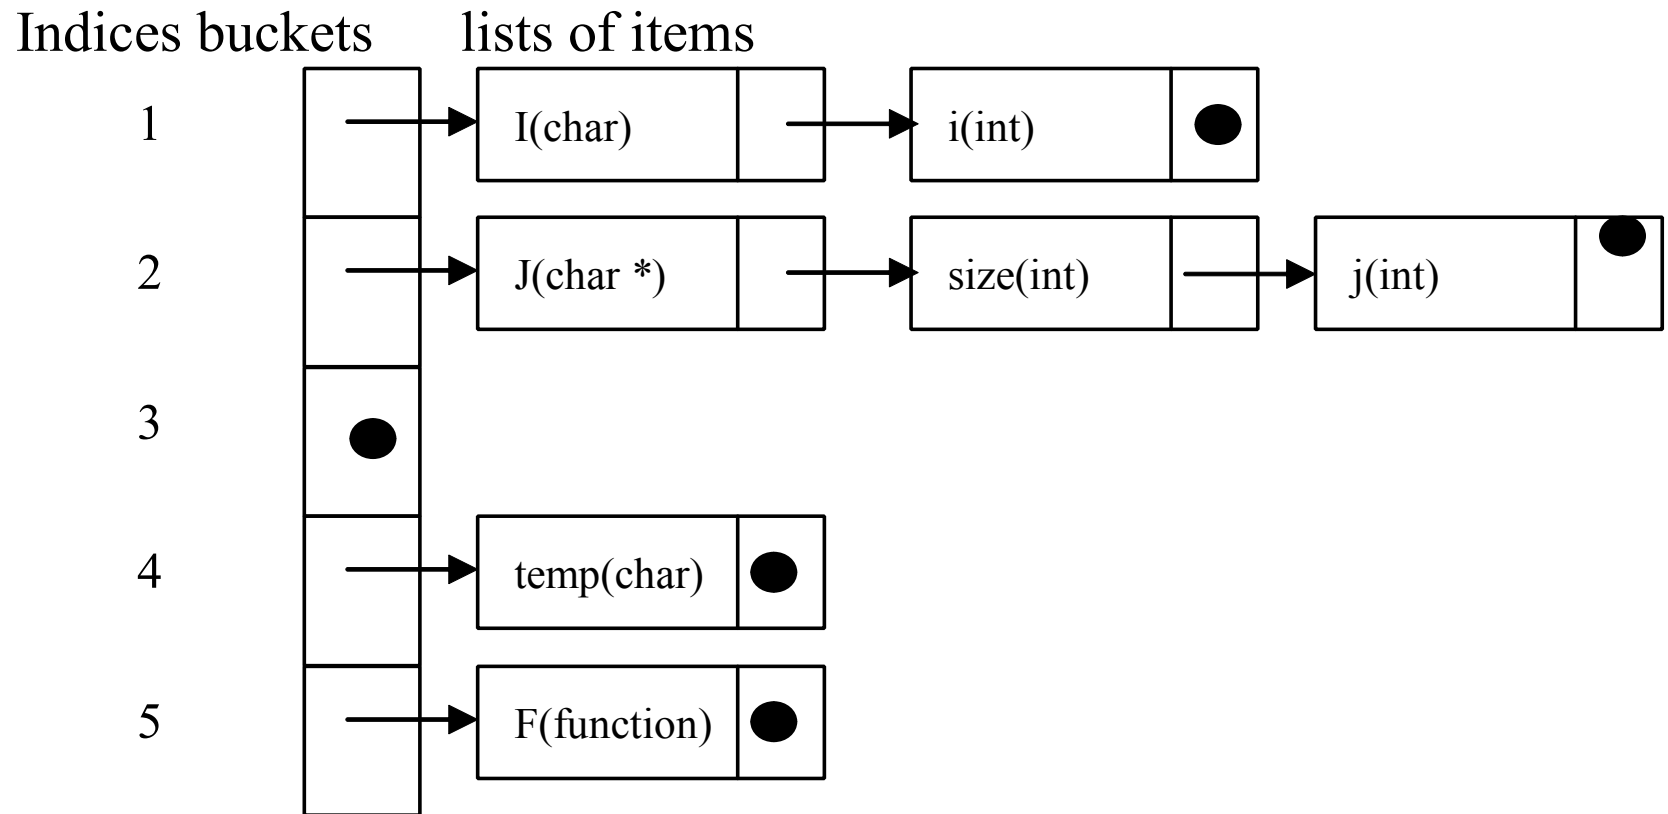 Indices buckets lists of items
1 I(char) i(int)
2 J(char *) size(int) j(int)
3
4 temp(char)
5 F(function)